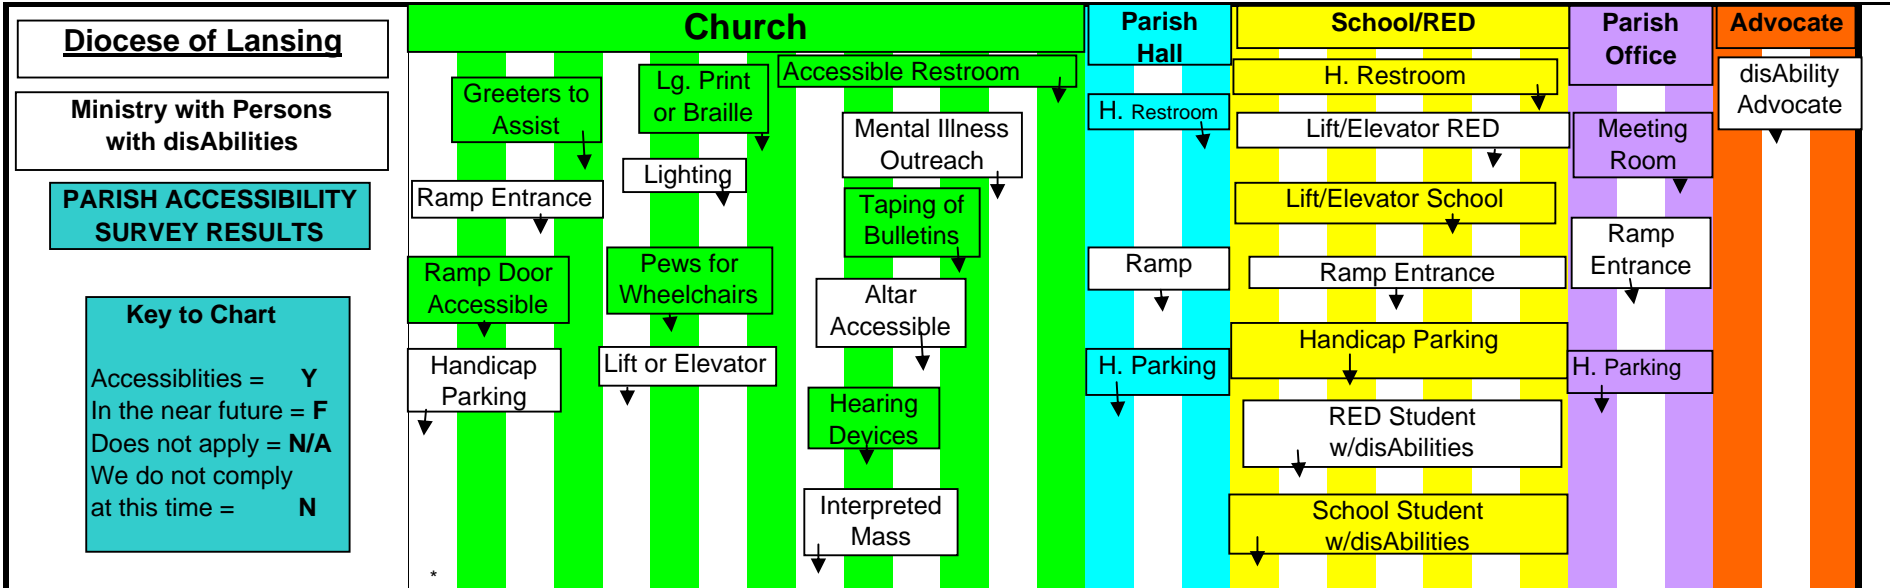 Diocese of Lansing
Ministry with Persons
with disAbilities
PARISH ACCESSIBILITY
SURVEY RESULTS
Key to Chart
Accessiblities = Y
In the near future = F
Does not apply = N/A
We do not comply
at this time = N
Church
Greeters to
Assist
Ramp Entrance
Ramp Door
Accessible
Handicap
Parking
*
Lg. Print
or Braille
Lighting
Pews for
Wheelchairs
Lift or Elevator
Accessible Restroom
Mental Illness
Outreach
Taping of
Bulletins
Altar
Accessible
Hearing
Devices
Interpreted
Mass
Parish
Hall
H. Restroom
Ramp
H. Parking
School/RED
H. Restroom
Lift/Elevator RED
Lift/Elevator School
Ramp Entrance
Handicap Parking
RED Student
w/disAbilities
School Student
w/disAbilities
Parish
Office
Meeting
Room
Ramp
Entrance
H. Parking
Advocate
disAbility
Advocate